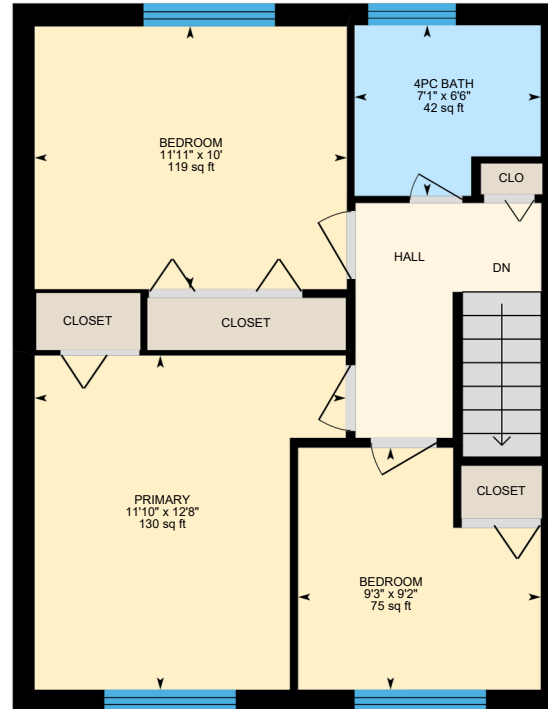 4PC BATH
7'1" x 6'6"
42 sq ft
BEDROOM
11'11" x 10'
119 sq ft
CLO
HALL
DN
CLOSET
CLOSET
PRIMARY
11'10" x 12'8"
130 sq ft
CLOSET
BEDROOM
9'3" x 9'2"
75 sq ft